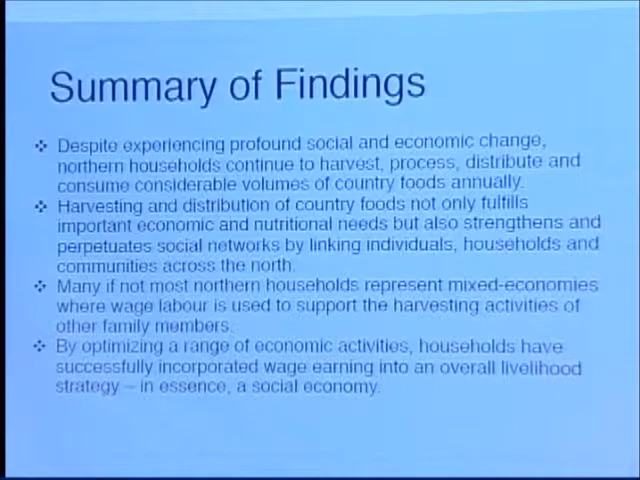 Summary of Findings
❖ Despite experiencing profound social and economic change,
northern households continue to harvest, process, distribute and
consume considerable volumes of country foods annually.
❖ Harvesting and distribution of country foods not only fulfills
important economic and nutritional needs but also strengthens and
perpetuates social networks by linking individuals, households and
communities across the north.
❖ Many if not most northern households represent mixed-economies
where wage labour is used to support the harvesting activities of
other family members.
❖ By optimizing a range of economic activities, households have
successfully incorporated wage earning into an overall livelihood
strategy – in essence, a social economy.